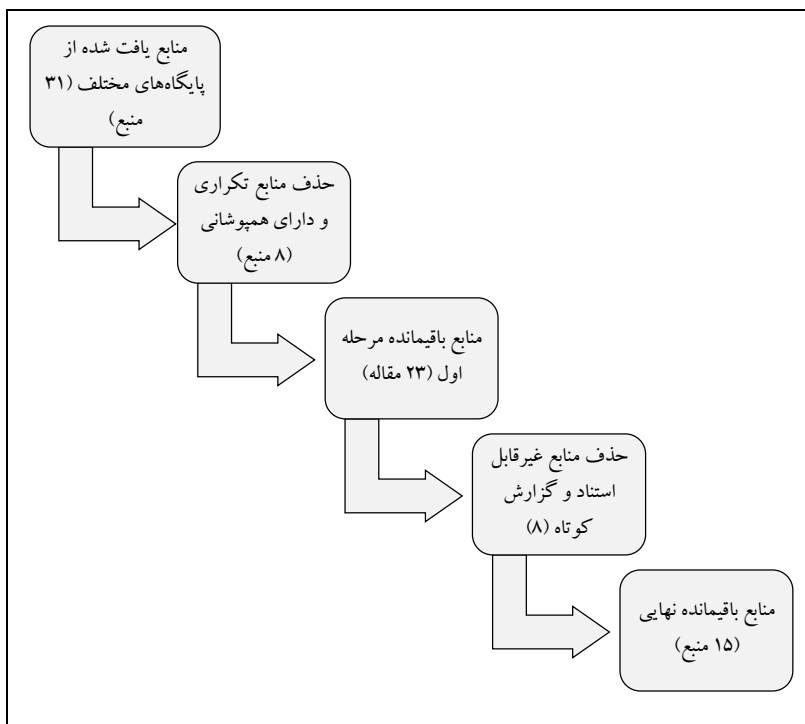 منابع یافت شده از
پایگاه‌های مختلف (۳۱
منبع)
حذف منابع تکراری
و دارای همپوشانی
(۸ منبع)
منابع باقیمانده مرحله
اول (۲۳ مقاله)
حذف منابع غیرقابل
استناد و گزارش
کوتاه (۸)
منابع باقیمانده نهایی
(۱۵ منبع)